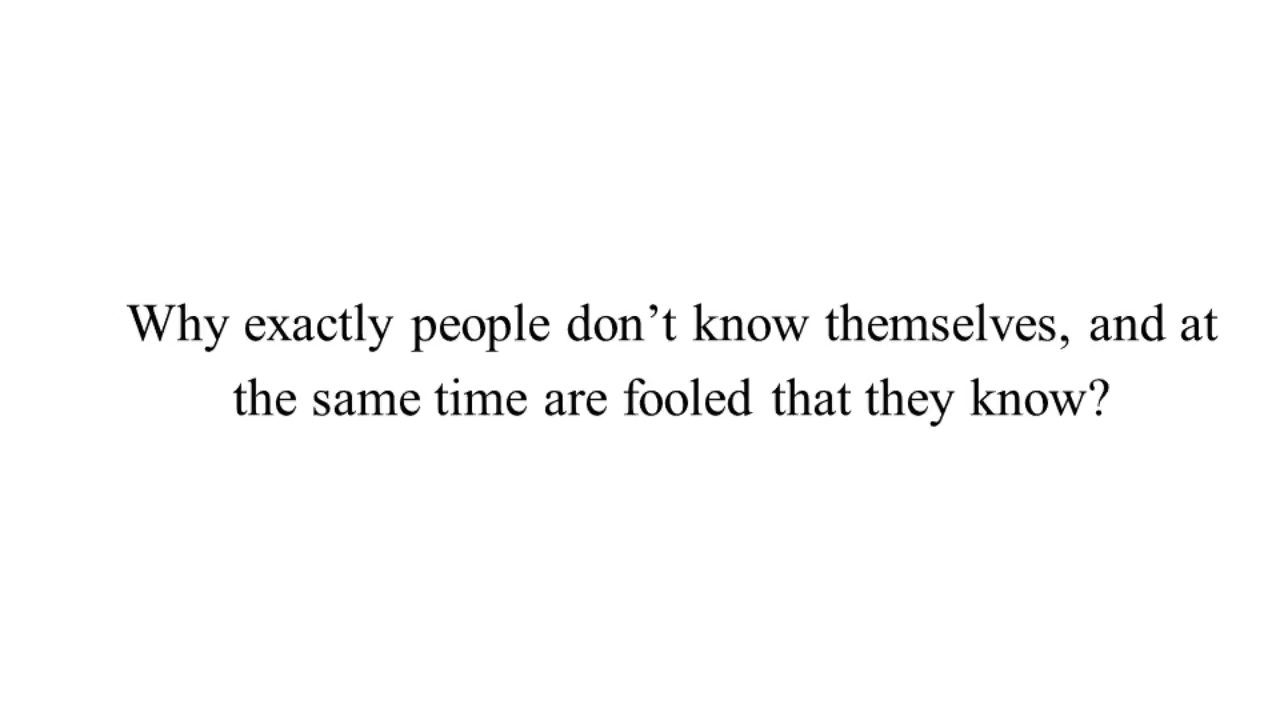 Why exactly people don’t know themselves, and at
the same time are fooled that they know?